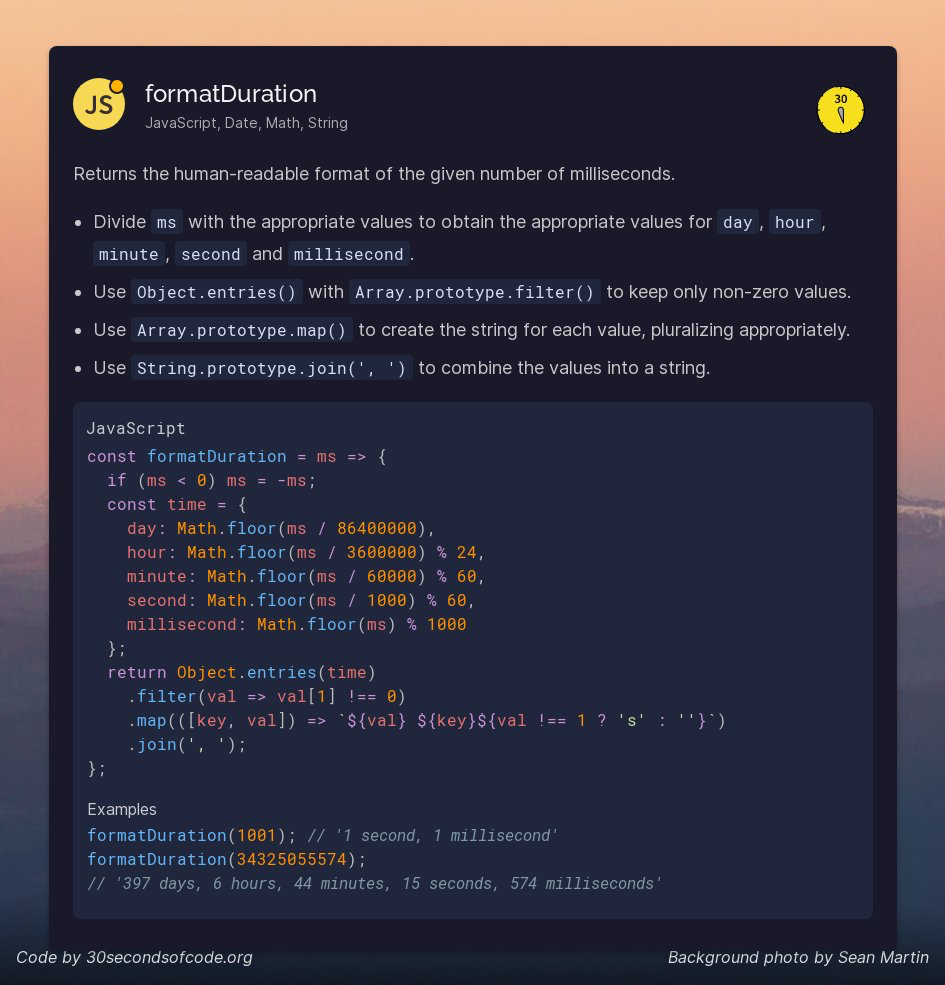 JS
formatDuration
JavaScript, Date, Math, String
30
Returns the human-readable format of the given number of milliseconds.
• Divide ms with the appropriate values to obtain the appropriate values for day, hour,
minute, second and millisecond.
• Use Object.entries() with Array.prototype.filter() to keep only non-zero values.
• Use Array.prototype.map() to create the string for each value, pluralizing appropriately.
• Use String.prototype.join(', ') to combine the values into a string.
JavaScript
const formatDuration = ms => {
  if (ms < 0) ms = -ms;
  const time = {
    day: Math.floor(ms / 86400000),
    hour: Math.floor(ms / 3600000) % 24,
    minute: Math.floor(ms / 60000) % 60,
    second: Math.floor(ms / 1000) % 60,
    millisecond: Math.floor(ms) % 1000
  };
  return Object.entries(time)
    .filter(val => val[1] !== 0)
    .map(([key, val]) => `${val} ${key}${val !== 1 ? 's' : ''}`)
    .join(', ');
};
Examples
formatDuration(1001); // '1 second, 1 millisecond'
formatDuration(34325055574);
// '397 days, 6 hours, 44 minutes, 15 seconds, 574 milliseconds'
Code by 30secondsofcode.org
Background photo by Sean Martin